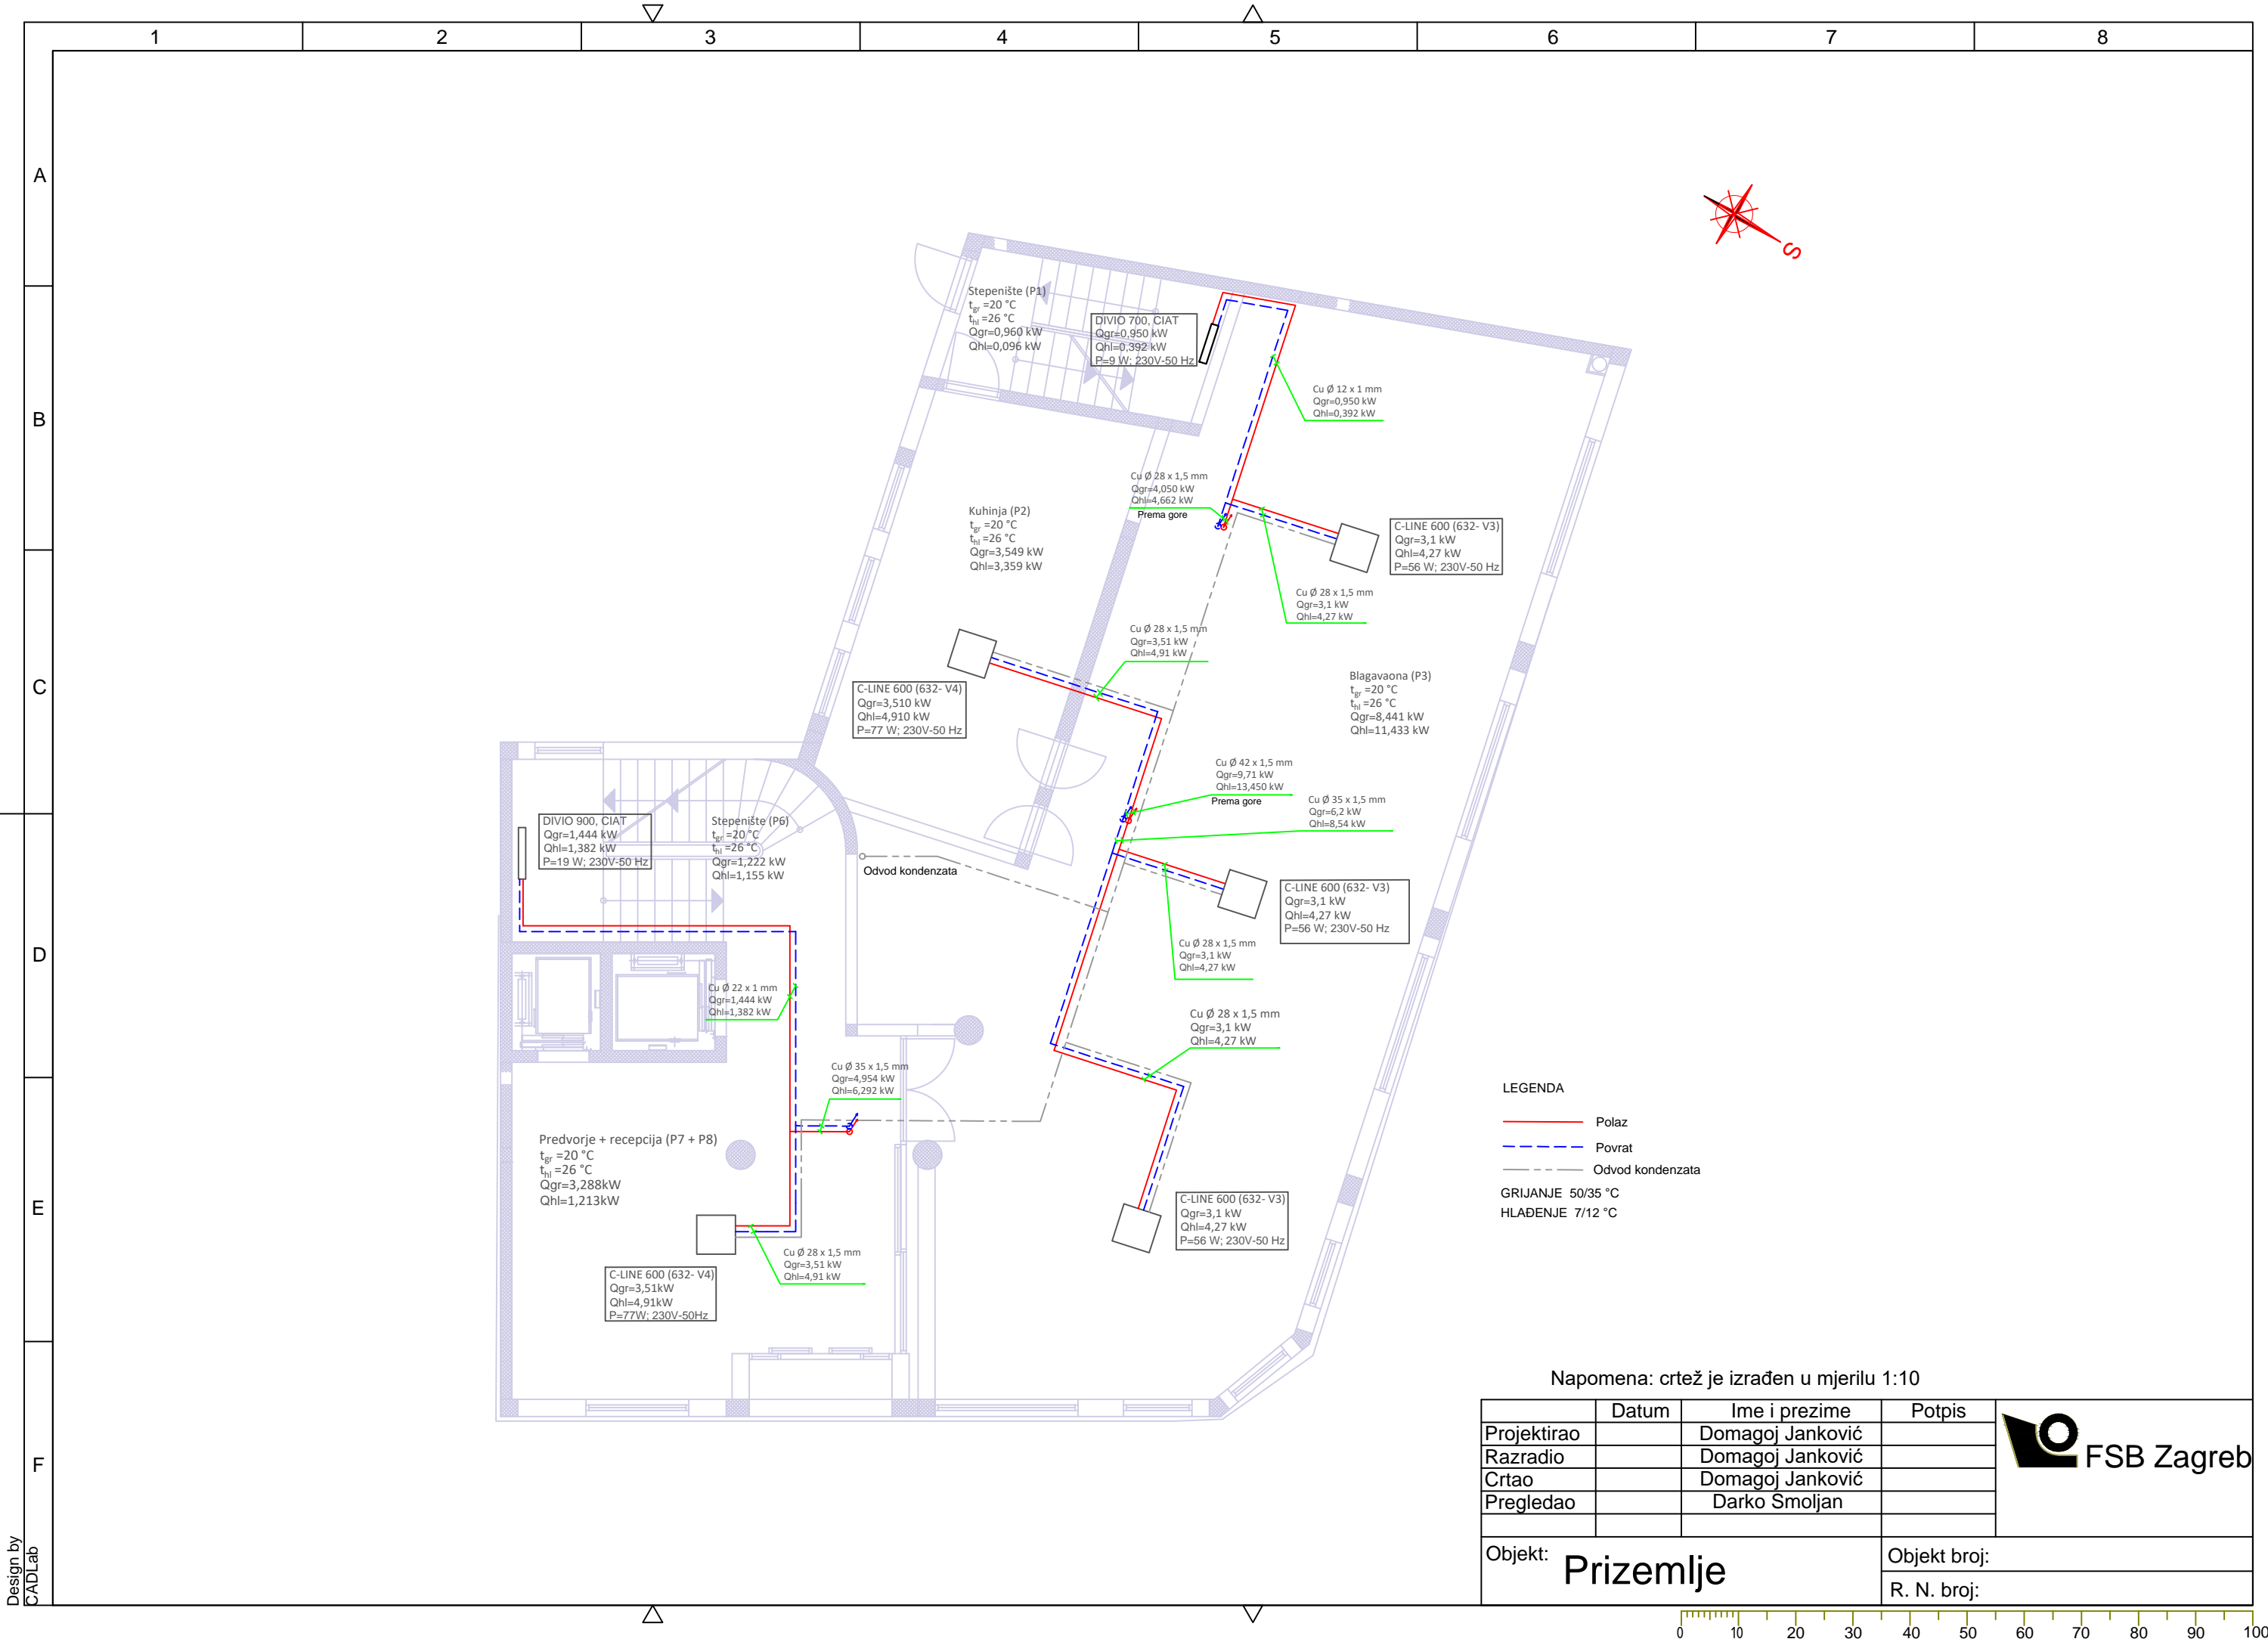 1 2 3 4 5 6 7 8
A
B
C
D
E
F
S
Stepenište (P1)
tgr =20 °C
thl =26 °C
Qgr=0,960 kW
Qhl=0,096 kW
DIVIO 700, CIAT
Qgr=0,950 kW
Qhl=0,392 kW
P=9 W; 230V-50 Hz
Cu Ø 12 x 1 mm
Qgr=0,950 kW
Qhl=0,392 kW
Cu Ø 28 x 1,5 mm
Qgr=4,050 kW
Qhl=4,662 kW
Prema gore
Kuhinja (P2)
tgr =20 °C
thl =26 °C
Qgr=3,549 kW
Qhl=3,359 kW
C-LINE 600 (632- V3)
Qgr=3,1 kW
Qhl=4,27 kW
P=56 W; 230V-50 Hz
Cu Ø 28 x 1,5 mm
Qgr=3,1 kW
Qhl=4,27 kW
Cu Ø 28 x 1,5 mm
Qgr=3,51 kW
Qhl=4,91 kW
C-LINE 600 (632- V4)
Qgr=3,510 kW
Qhl=4,910 kW
P=77 W; 230V-50 Hz
Blagavaona (P3)
tgr =20 °C
thl =26 °C
Qgr=8,441 kW
Qhl=11,433 kW
Cu Ø 42 x 1,5 mm
Qgr=9,71 kW
Qhl=13,450 kW
Prema gore
Cu Ø 35 x 1,5 mm
Qgr=6,2 kW
Qhl=8,54 kW
DIVIO 900, CIAT
Qgr=1,444 kW
Qhl=1,382 kW
P=19 W; 230V-50 Hz
Stepenište (P6)
tgr =20 °C
thl =26 °C
Qgr=1,222 kW
Qhl=1,155 kW
Odvod kondenzata
C-LINE 600 (632- V3)
Qgr=3,1 kW
Qhl=4,27 kW
P=56 W; 230V-50 Hz
Cu Ø 28 x 1,5 mm
Qgr=3,1 kW
Qhl=4,27 kW
Cu Ø 22 x 1 mm
Qgr=1,444 kW
Qhl=1,382 kW
Cu Ø 28 x 1,5 mm
Qgr=3,1 kW
Qhl=4,27 kW
Cu Ø 35 x 1,5 mm
Qgr=4,954 kW
Qhl=6,292 kW
Predvorje + recepcija (P7 + P8)
tgr =20 °C
thl =26 °C
Qgr=3,288kW
Qhl=1,213kW
C-LINE 600 (632- V3)
Qgr=3,1 kW
Qhl=4,27 kW
P=56 W; 230V-50 Hz
Cu Ø 28 x 1,5 mm
Qgr=3,51 kW
Qhl=4,91 kW
C-LINE 600 (632- V4)
Qgr=3,51kW
Qhl=4,91kW
P=77W; 230V-50Hz
LEGENDA
Polaz
Povrat
Odvod kondenzata
GRIJANJE 50/35 °C
HLAĐENJE 7/12 °C
Napomena: crtež je izrađen u mjerilu 1:10
Datum Ime i prezime Potpis
Projektirao Domagoj Janković
Razradio Domagoj Janković
Crtao Domagoj Janković
Pregledao Darko Smoljan
FSB Zagreb
Objekt: Prizemlje
Objekt broj:
R. N. broj:
Design by
CADLab
0 10 20 30 40 50 60 70 80 90 100